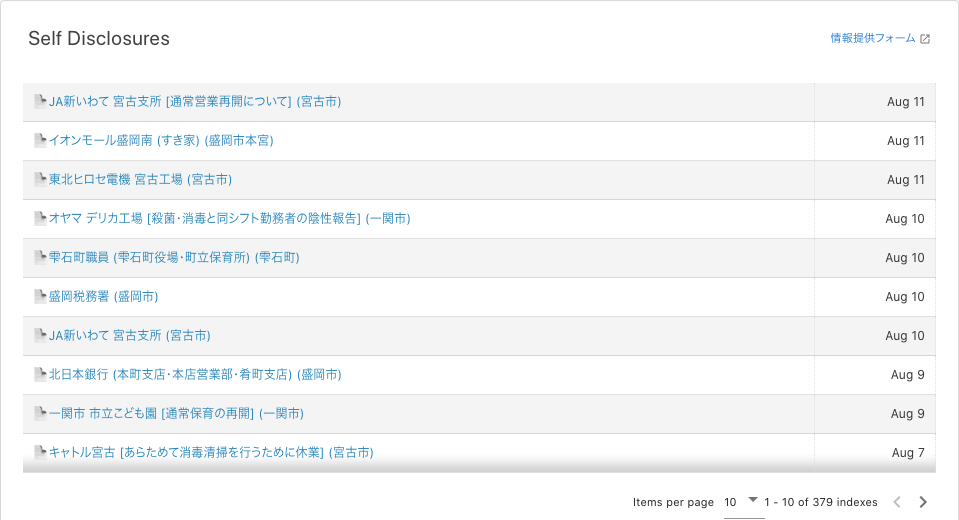 Self Disclosures
情報提供フォーム
JA新いわて 宮古支所 [通常営業再開について] (宮古市) Aug 11
イオンモール盛岡南 (すき家) (盛岡市本宮) Aug 11
東北ヒロセ電機 宮古工場 (宮古市) Aug 11
オヤマ デリカ工場 [殺菌・消毒と同シフト勤務者の陰性報告] (一関市) Aug 10
雫石町職員 (雫石町役場・町立保育所) (雫石町) Aug 10
盛岡税務署 (盛岡市) Aug 10
JA新いわて 宮古支所 (宮古市) Aug 10
北日本銀行 (本町支店・本店営業部・肴町支店) (盛岡市) Aug 9
一関市 市立こども園 [通常保育の再開] (一関市) Aug 9
キャトル宮古 [あらためて消毒清掃を行うために休業] (宮古市) Aug 7
Items per page 10 1 - 10 of 379 indexes